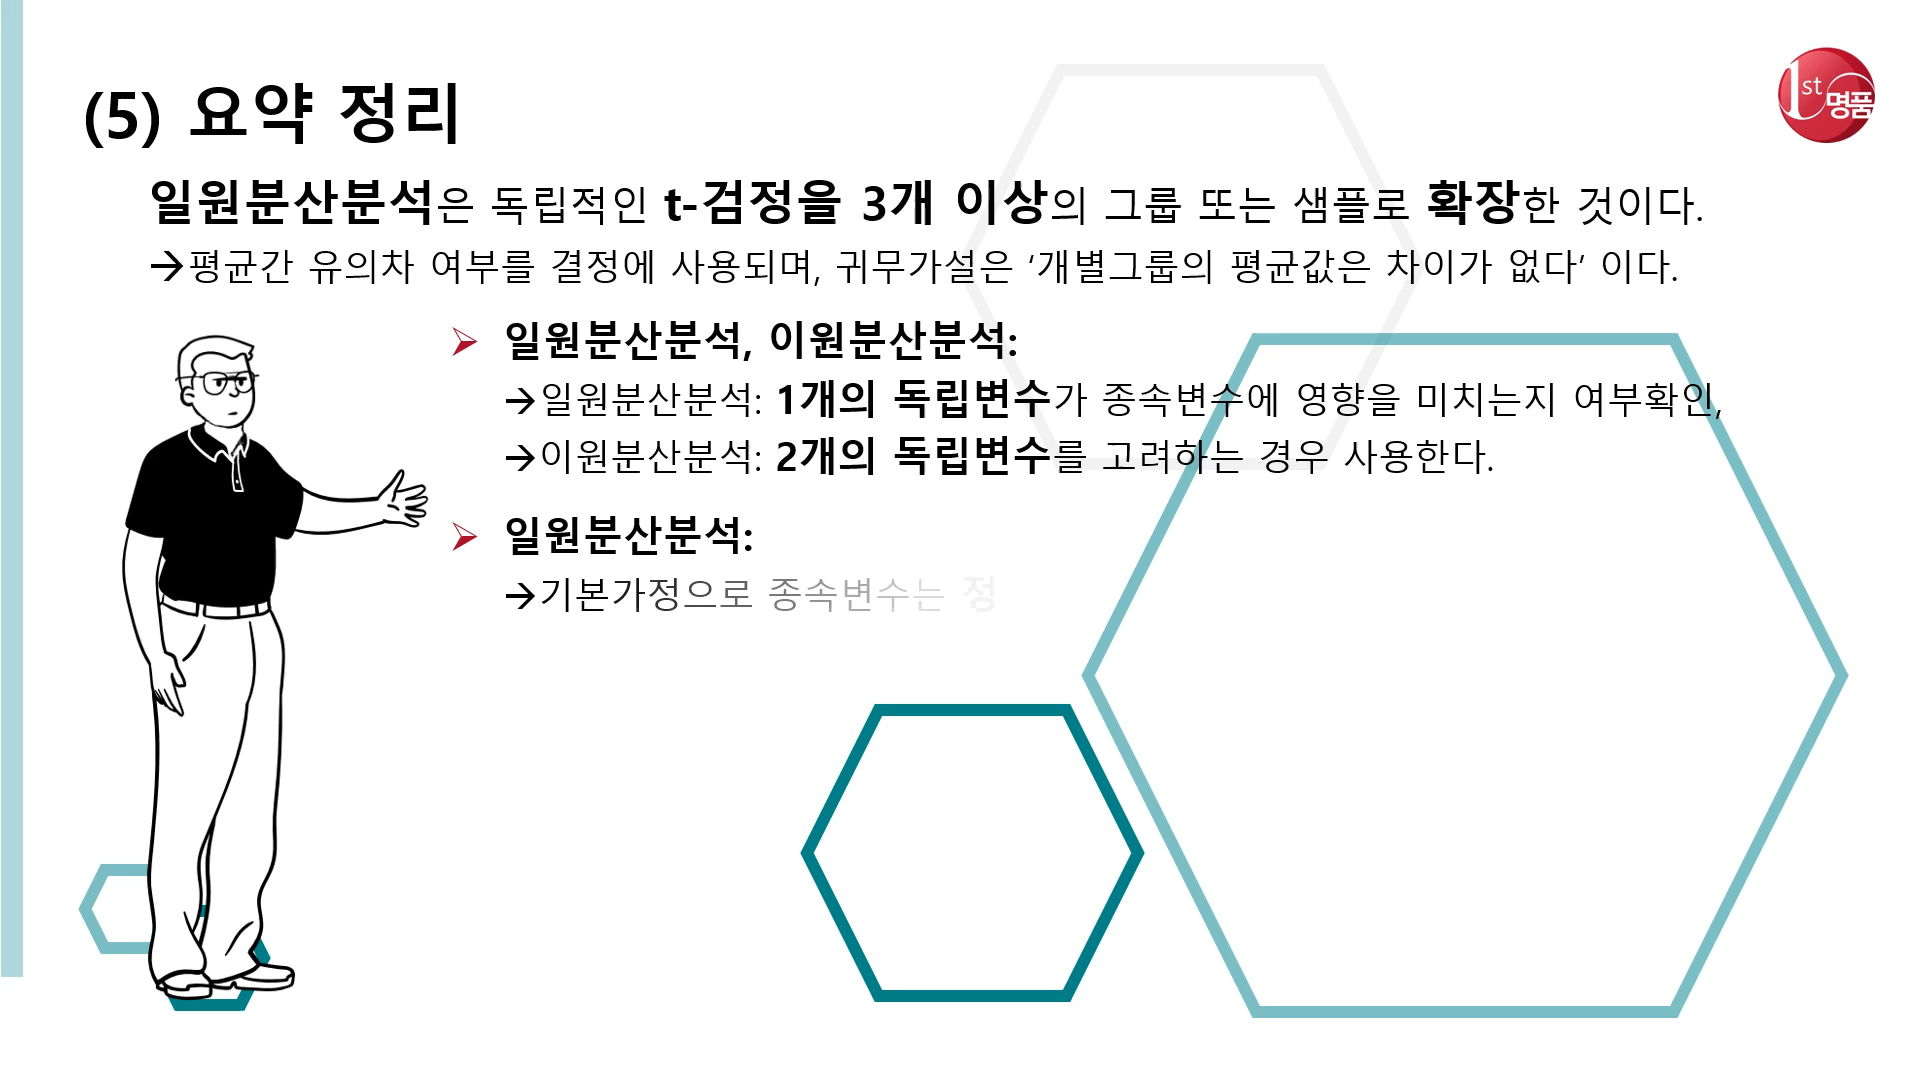 (5) 요약 정리
1st 명품
일원분산분석은 독립적인 t-검정을 3개 이상의 그룹 또는 샘플로 확장한 것이다.
→평균간 유의차 여부를 결정에 사용되며, 귀무가설은 ‘개별그룹의 평균값은 차이가 없다’ 이다.
➢ 일원분산분석, 이원분산분석:
→일원분산분석: 1개의 독립변수가 종속변수에 영향을 미치는지 여부확인,
→이원분산분석: 2개의 독립변수를 고려하는 경우 사용한다.
➢ 일원분산분석:
→기본가정으로 종속변수는 정